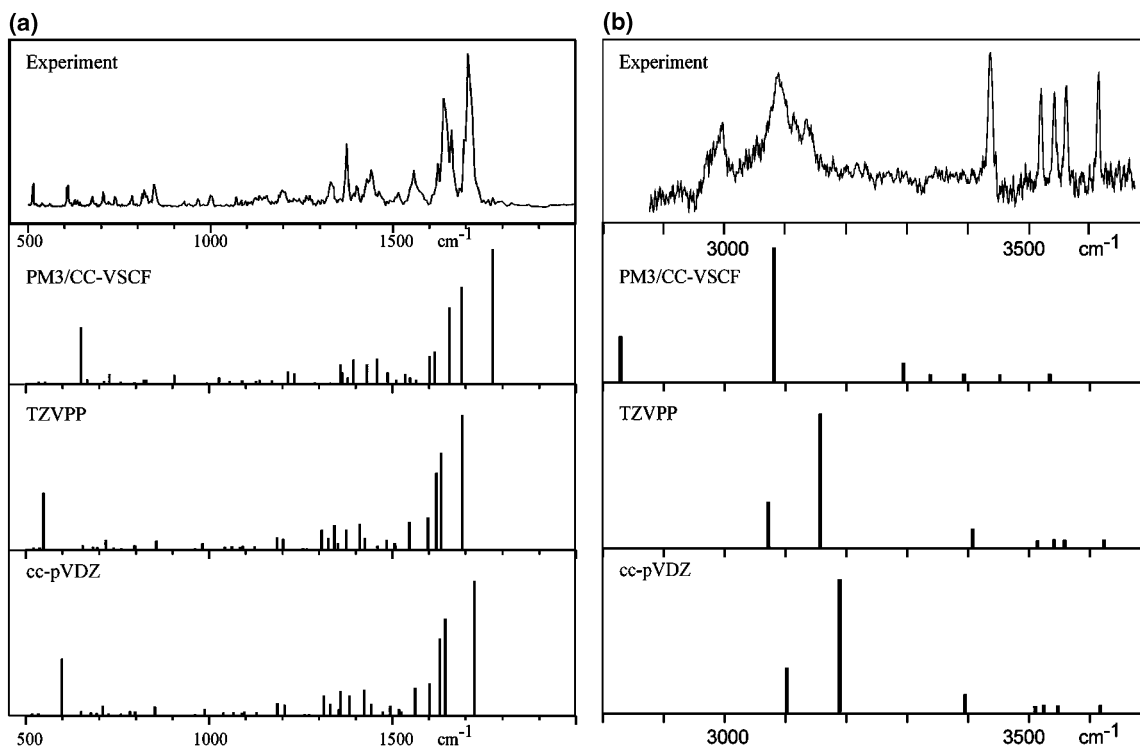 (a)
Experiment
500 1000 1500 cm-1
PM3/CC-VSCF
TZVPP
cc-pVDZ
500 1000 1500 cm-1
(b)
Experiment
3000 3500 cm-1
PM3/CC-VSCF
TZVPP
cc-pVDZ
3000 3500 cm-1